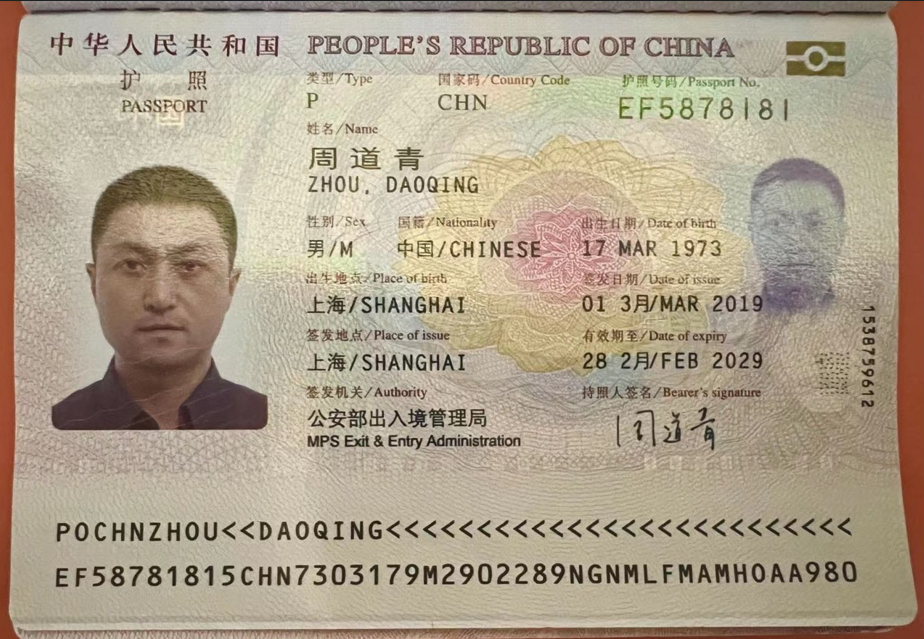 中华人民共和国 PEOPLE'S REPUBLIC OF CHINA
护 照
PASSPORT
类型/Type 国家码/Country Code 护照号码/Passport No.
P CHN EF5878181
姓名/Name
周道青
ZHOU, DAOQING
性别/Sex 国籍/Nationality 出生日期/Date of birth
男/M 中国/CHINESE 17 MAR 1973
出生地点/Place of birth 签发日期/Date of issue
上海/SHANGHAI 01 3月/MAR 2019
签发地点/Place of issue 有效期至/Date of expiry
上海/SHANGHAI 28 2月/FEB 2029
签发机关/Authority 持照人签名/Bearer's signature
公安部出入境管理局 周道青
MPS Exit & Entry Administration
1538759612
POCHNZHOU<<DAOQING<<<<<<<<<<<<<<<<<<<<<<<<<<
EF58781815CHN7303179M2902289NGNMLFMAMHOAA980